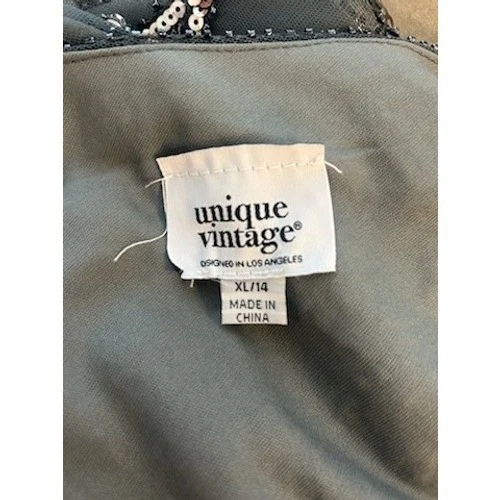 unique
vintage®
DESIGNED IN LOS ANGELES
XL/14
MADE IN
CHINA